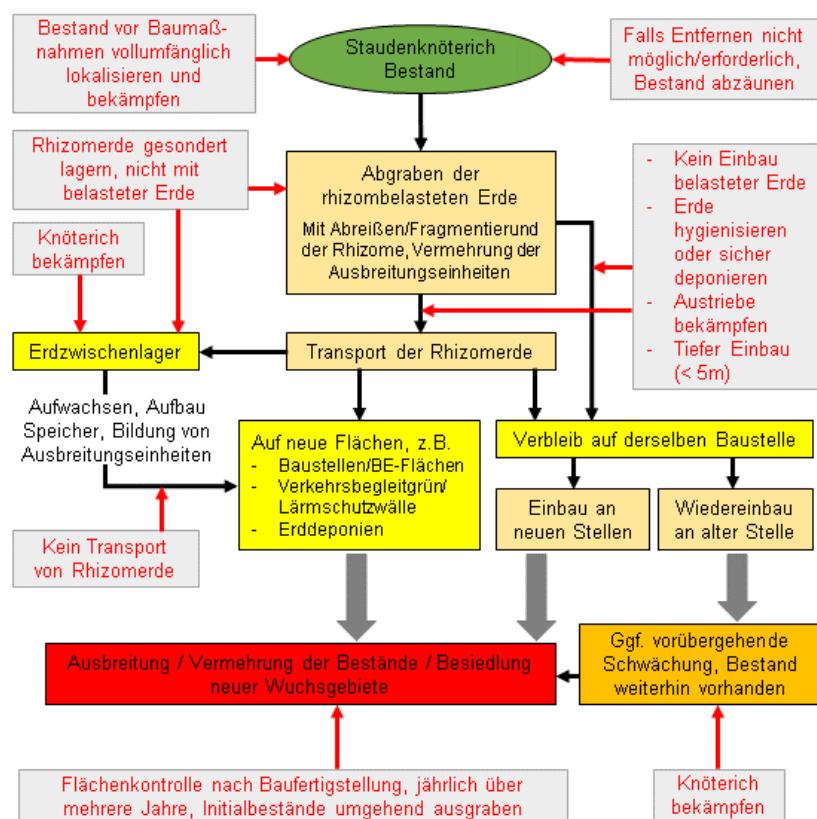 Bestand vor Baumaß-
nahmen vollumfänglich
lokalisieren und
bekämpfen
Staudenknöterich
Bestand
Falls Entfernen nicht
möglich/erforderlich,
Bestand abzäunen
Rhizomerde gesondert
lagern, nicht mit
belasteter Erde
Abgraben der
rhizombelasteten Erde
Mit Abreißen/Fragmentierund
der Rhizome, Vermehrung der
Ausbreitungseinheiten
- Kein Einbau
belasteter Erde
- Erde
hygienisieren
oder sicher
deponieren
- Austriebe
bekämpfen
- Tiefer Einbau
(< 5m)
Knöterich
bekämpfen
Erdzwischenlager
Transport der Rhizomerde
Aufwachsen, Aufbau
Speicher, Bildung von
Ausbreitungseinheiten
Auf neue Flächen, z.B.
- Baustellen/BE-Flächen
- Verkehrsbegleitgrün/
Lärmschutzwälle
- Erddeponien
Verbleib auf derselben Baustelle
Einbau an
neuen Stellen
Wiedereinbau
an alter Stelle
Kein Transport
von Rhizomerde
Ausbreitung / Vermehrung der Bestände / Besiedlung
neuer Wuchsgebiete
Ggf. vorübergehende
Schwächung, Bestand
weiterhin vorhanden
Flächenkontrolle nach Baufertigstellung, jährlich über
mehrere Jahre, Initialbestände umgehend ausgraben
Knöterich
bekämpfen